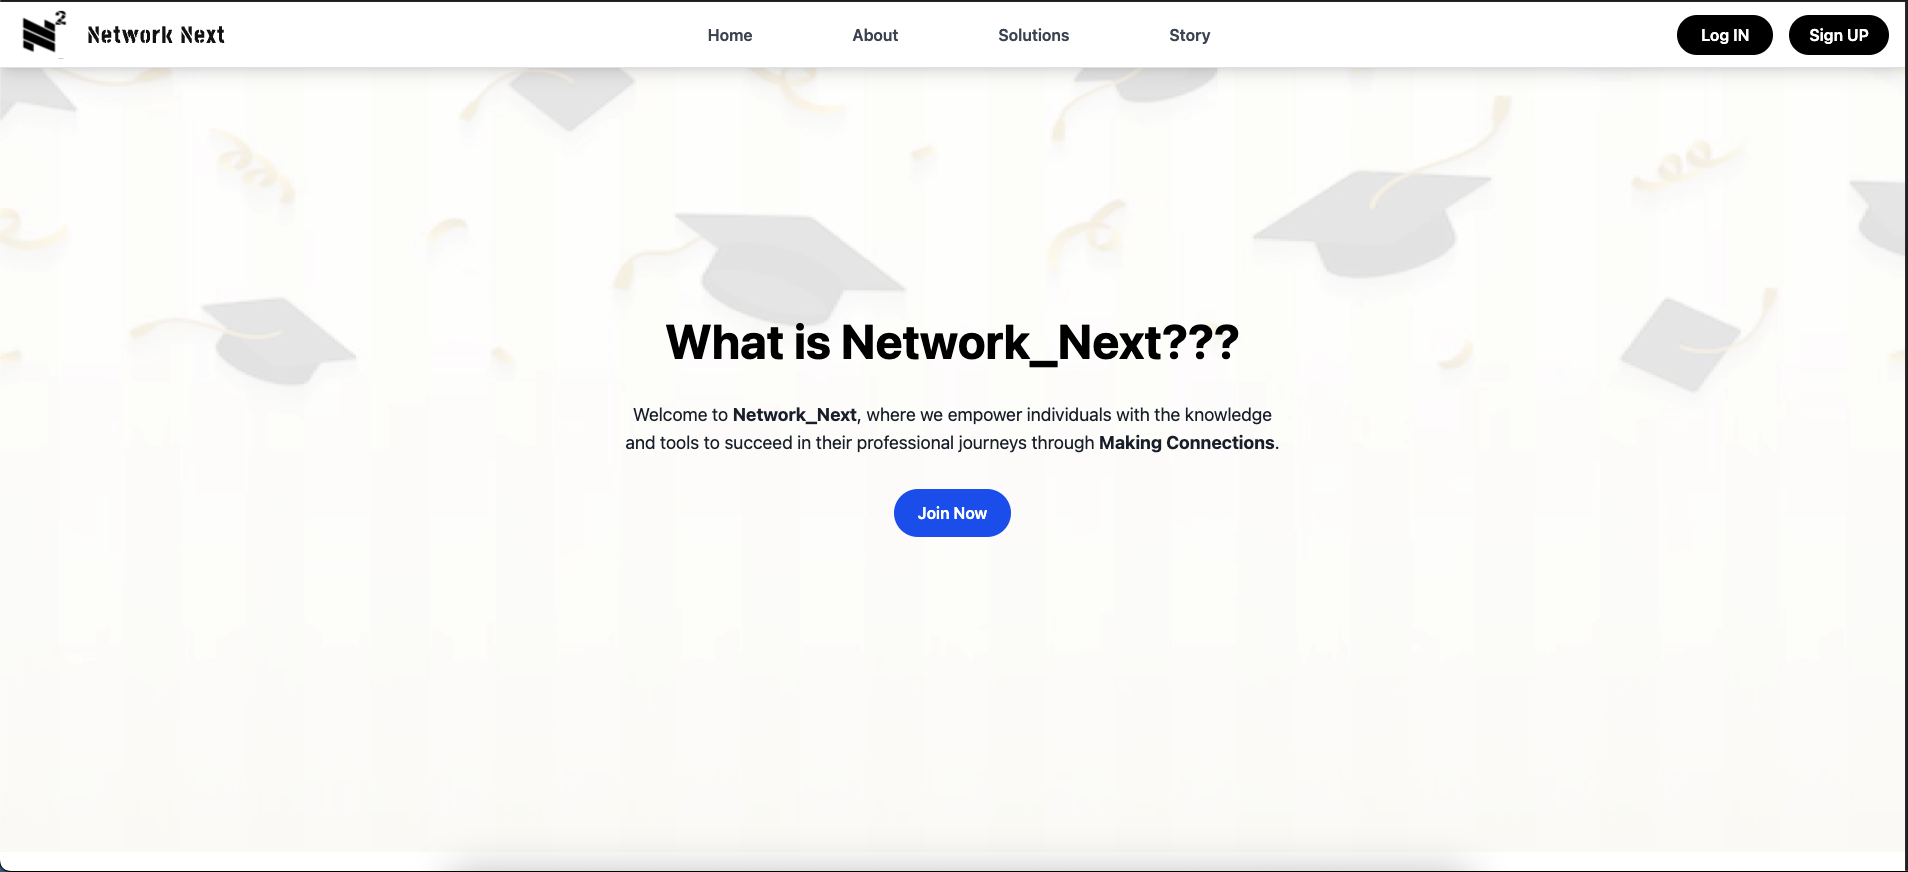 N2
Network Next
Home
About
Solutions
Story
Log IN
Sign UP
What is Network_Next???
Welcome to Network_Next, where we empower individuals with the knowledge
and tools to succeed in their professional journeys through Making Connections.
Join Now